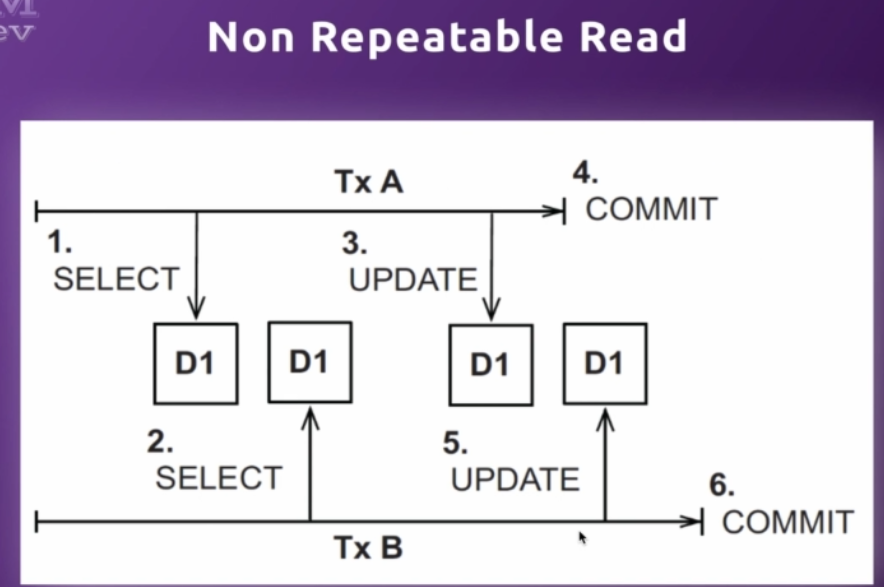 ev
Non Repeatable Read
Tx A
4.
COMMIT
1.
SELECT
3.
UPDATE
D1
D1
D1
D1
2.
SELECT
5.
UPDATE
6.
COMMIT
Tx B